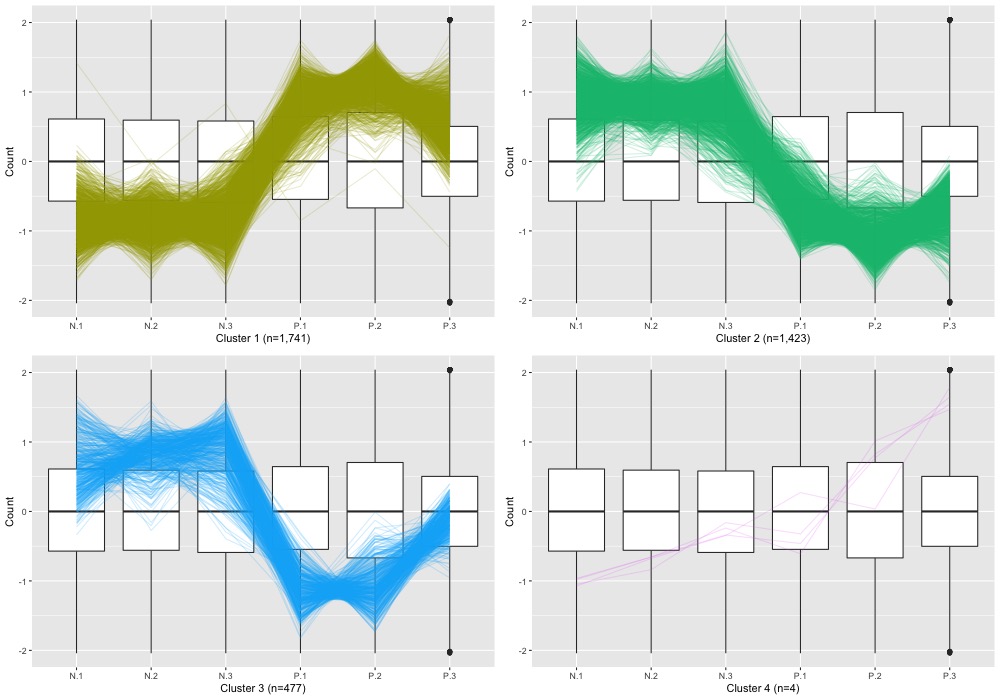 2
1
0
-1
-2
Count
N.1 N.2 N.3 P.1 P.2 P.3
Cluster 1 (n=1,741)
2
1
0
-1
-2
Count
N.1 N.2 N.3 P.1 P.2 P.3
Cluster 2 (n=1,423)
2
1
0
-1
-2
Count
N.1 N.2 N.3 P.1 P.2 P.3
Cluster 3 (n=477)
2
1
0
-1
-2
Count
N.1 N.2 N.3 P.1 P.2 P.3
Cluster 4 (n=4)